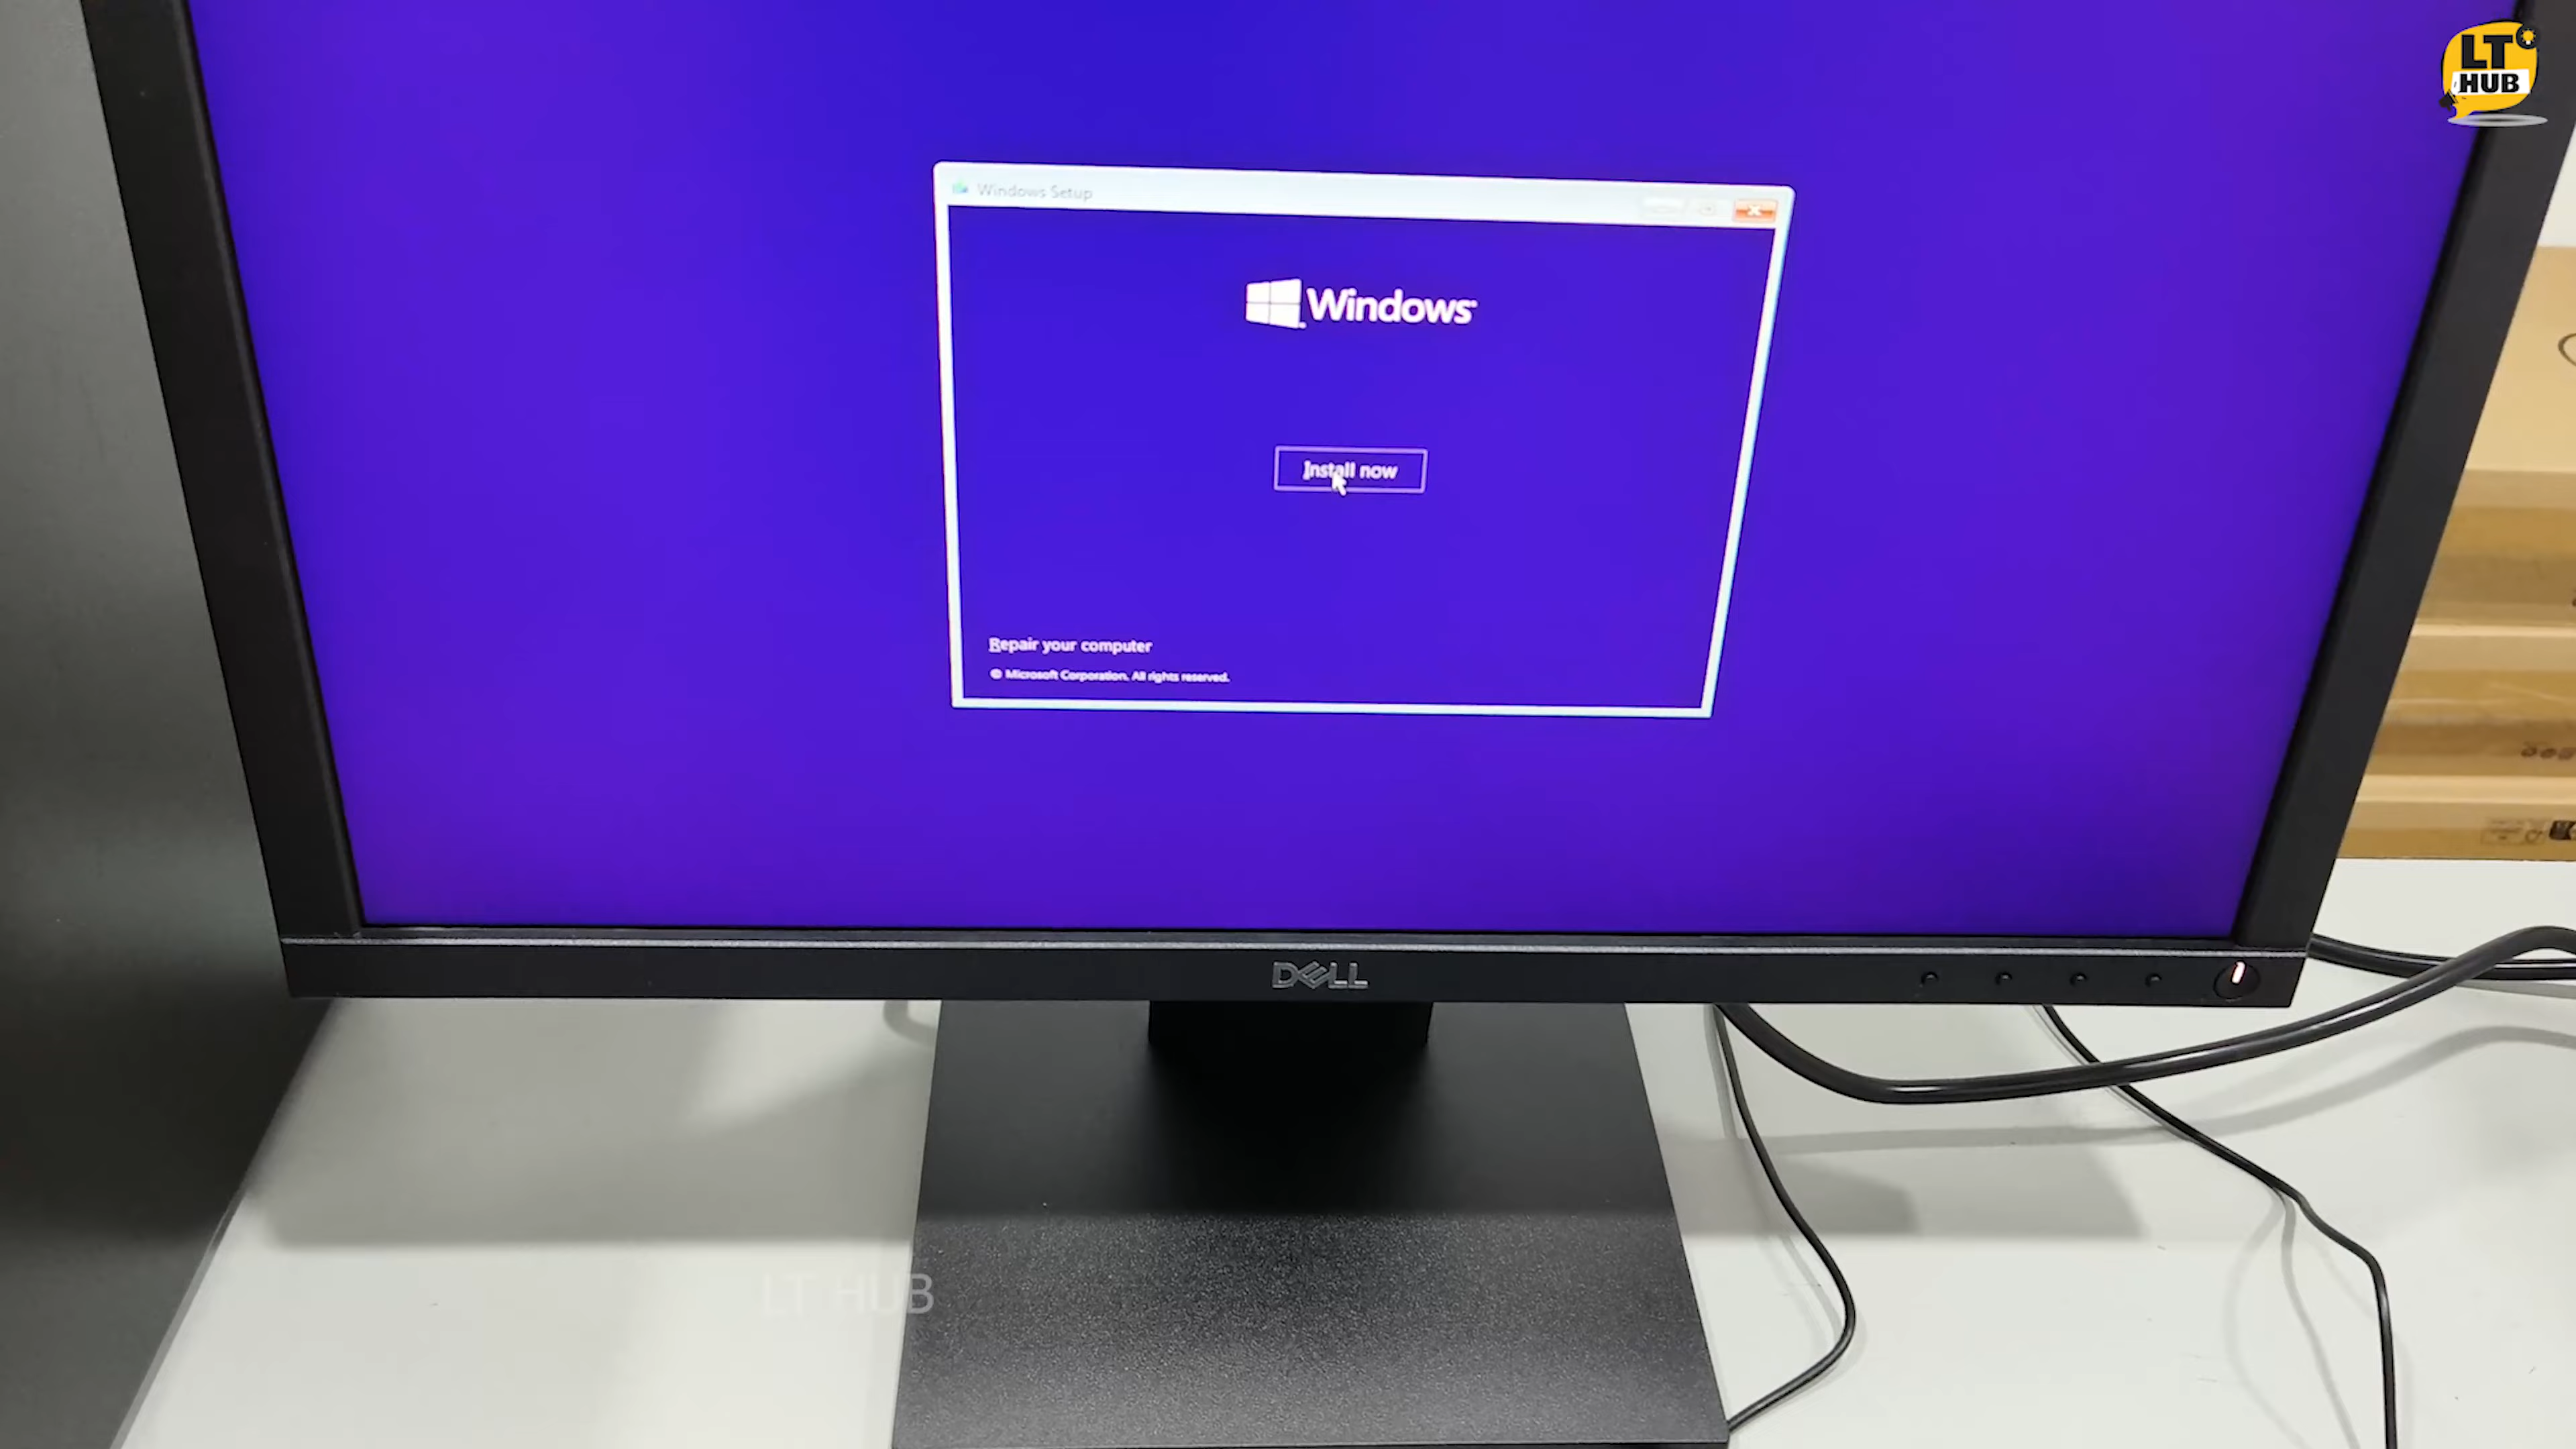 LT
HUB
Windows Setup
Windows
Install now
Repair your computer
© Microsoft Corporation. All rights reserved.
DELL
LT HUB